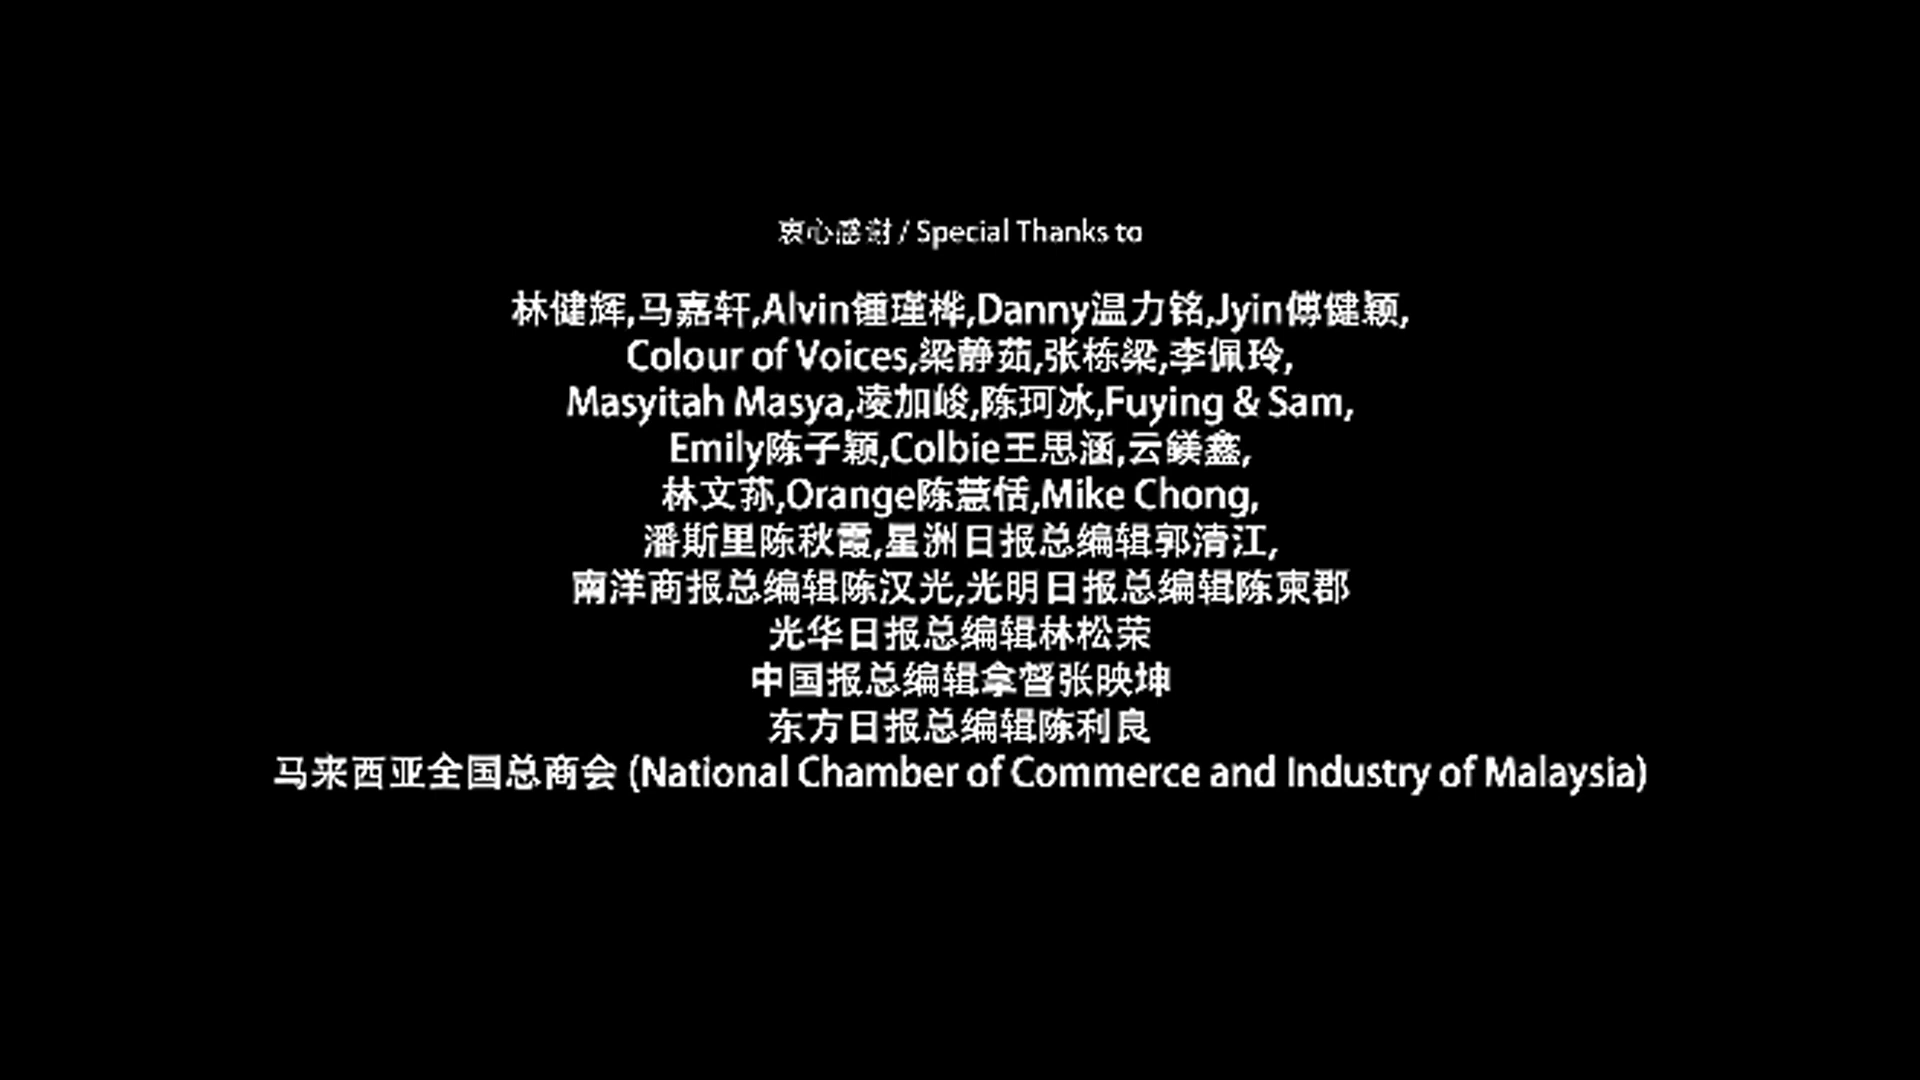 衷心感谢 / Special Thanks to
林健辉,马嘉轩,Alvin锺瑾桦,Danny温力铭,Jyin傅健颖,
Colour of Voices,梁静茹,张栋梁,李佩玲,
Masyitah Masya,凌加峻,陈珂冰,Fuying & Sam,
Emily陈子颖,Colbie王思涵,云镁鑫,
林文荪,Orange陈慧恬,Mike Chong,
潘斯里陈秋霞,星洲日报总编辑郭清江,
南洋商报总编辑陈汉光,光明日报总编辑陈柬郡
光华日报总编辑林松荣
中国报总编辑拿督张映坤
东方日报总编辑陈利良
马来西亚全国总商会 (National Chamber of Commerce and Industry of Malaysia)